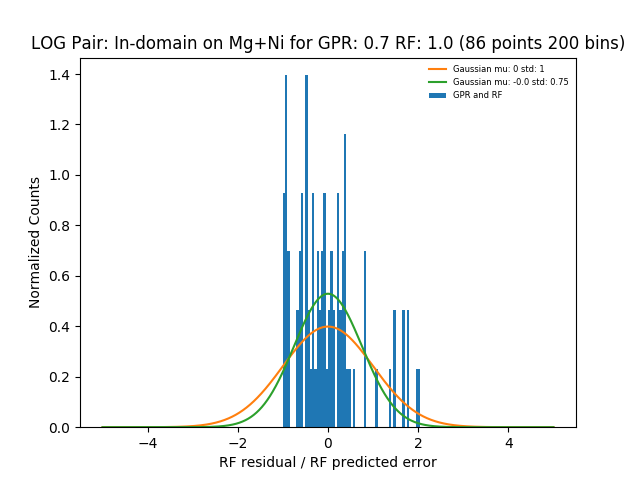 LOG Pair: In-domain on Mg+Ni for GPR: 0.7 RF: 1.0 (86 points 200 bins)
Gaussian mu: 0 std: 1
Gaussian mu: -0.0 std: 0.75
GPR and RF
Normalized Counts
1.4
1.2
1.0
0.8
0.6
0.4
0.2
0.0
−4
−2
0
2
4
RF residual / RF predicted error